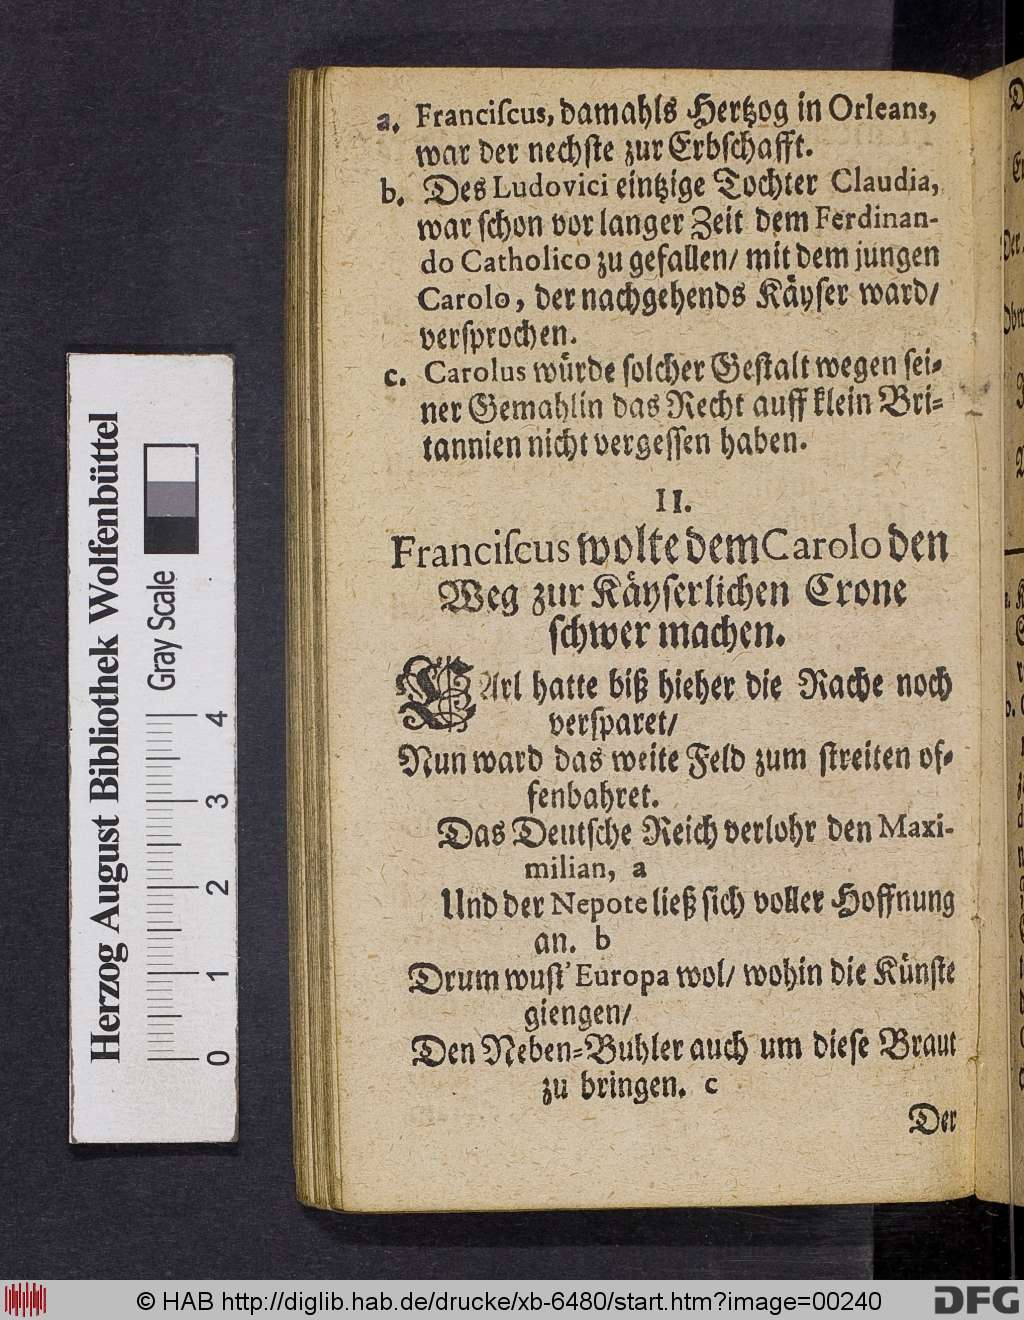 a. Franciſcus, damahls Hertzog in Orleans,
war der nechſte zur Erbſchafft.
b. Des Ludovici eintzige Tochter Claudia,
war ſchon vor langer Zeit dem Ferdinan-
do Catholico zu gefallen/ mit dem jungen
Carolo, der nachgehends Käyſer ward/
verſprochen.
c. Carolus würde ſolcher Geſtalt wegen ſei-
ner Gemahlin das Recht auff klein Bri-
tannien nicht vergeſſen haben.
II.
Franciſcus wolte dem Carolo den
Weg zur Käyſerlichen Crone
ſchwer machen.
CArl hatte biß hieher die Rache noch
verſparet/
Nun ward das weite Feld zum ſtreiten of-
fenbahret.
Das Deutſche Reich verlohr den Maxi-
milian, a
Und der Nepote ließ ſich voller Hoffnung
an. b
Drum wuſt' Europa wol/ wohin die Künſte
giengen/
Den Neben-Buhler auch um dieſe Braut
zu bringen. c
Der
Herzog August Bibliothek Wolfenbüttel
Gray Scale
0 1 2 3 4
© HAB http://diglib.hab.de/drucke/xb-6480/start.htm?image=00240
DFG